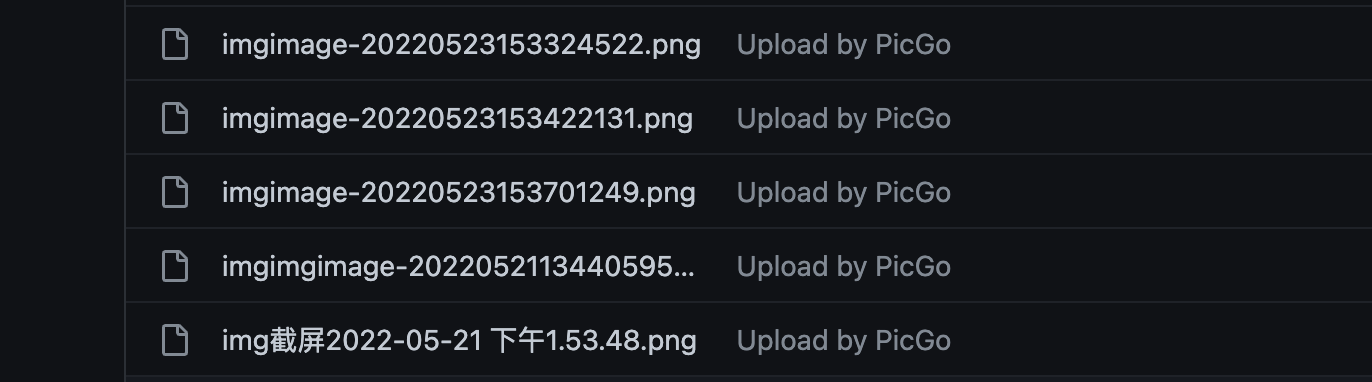 imgimage-20220523153324522.png Upload by PicGo
imgimage-20220523153422131.png Upload by PicGo
imgimage-20220523153701249.png Upload by PicGo
imgimgimage-2022052113440595... Upload by PicGo
img截屏2022-05-21 下午1.53.48.png Upload by PicGo